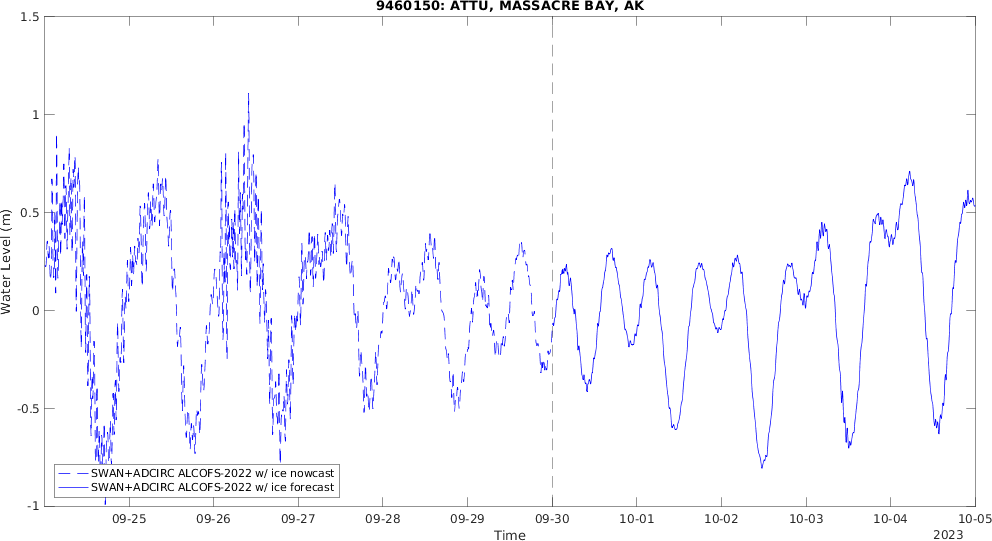 9460150: ATTU, MASSACRE BAY, AK
Water Level (m)
1.5
1
0.5
0
-0.5
-1
SWAN+ADCIRC ALCOFS-2022 w/ ice nowcast
SWAN+ADCIRC ALCOFS-2022 w/ ice forecast
09-25 09-26 09-27 09-28 09-29 09-30 10-01 10-02 10-03 10-04 10-05
Time
2023